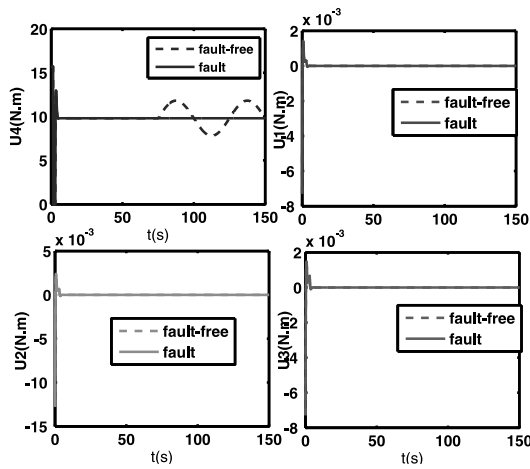 x 10⁻³
20
15
10
5
0
U4(N.m)
fault-free
fault
0 50 100 150
t(s)
2
0
-2
-4
-6
-8
U1(N.m)
fault-free
fault
0 50 100 150
x 10⁻³
5
0
-5
-10
-15
U2(N.m)
fault-free
fault
0 50 100 150
t(s)
x 10⁻³
2
0
-2
-4
-6
-8
U3(N.m)
fault-free
fault
0 50 100 150
t(s)